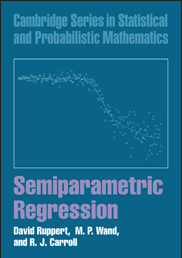 Cambridge Series in Statistical
and Probabilistic Mathematics
Semiparametric
Regression
David Ruppert, M. P. Wand,
and R. J. Carroll